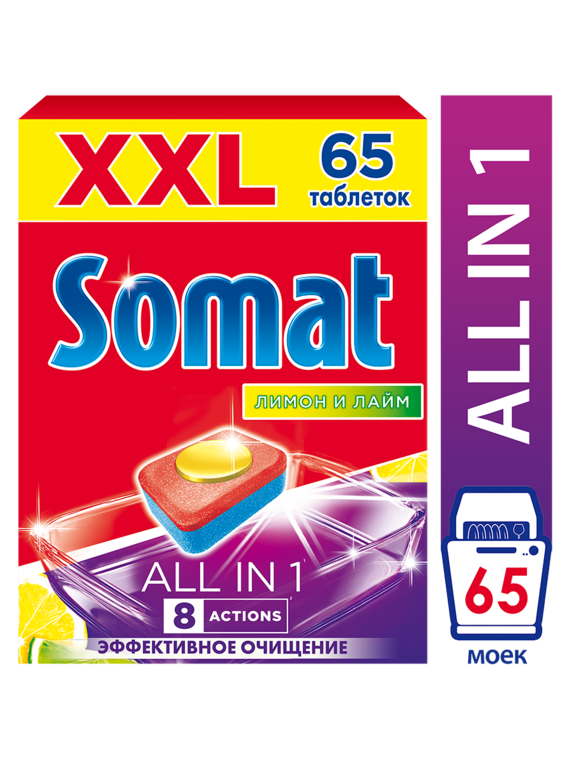 XXL
65
таблеток
Somat
ЛИМОН И ЛАЙМ
ALL IN 1
8 ACTIONS
ЭФФЕКТИВНОЕ ОЧИЩЕНИЕ
ALL IN 1
65
моек